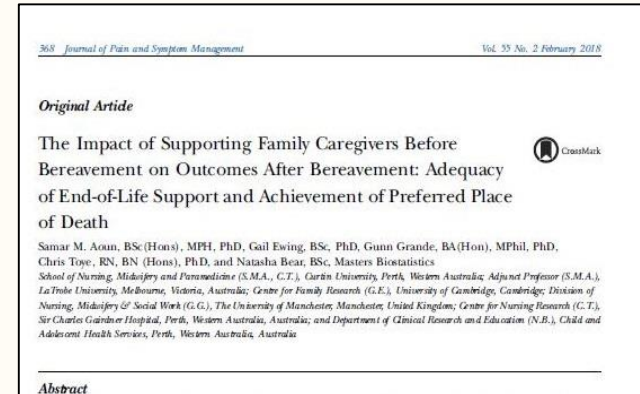 368 Journal of Pain and Symptom Management Vol. 55 No. 2 February 2018
Original Article
The Impact of Supporting Family Caregivers Before
Bereavement on Outcomes After Bereavement: Adequacy
of End-of-Life Support and Achievement of Preferred Place
of Death
CrossMark
Samar M. Aoun, BSc(Hons), MPH, PhD, Gail Ewing, BSc, PhD, Gunn Grande, BA(Hon), MPhil, PhD,
Chris Toye, RN, BN (Hons), PhD, and Natasha Bear, BSc, Masters Biostatistics
School of Nursing, Midwifery and Paramedicine (S.M.A., C.T.), Curtin University, Perth, Western Australia; Adjunct Professor (S.M.A.),
LaTrobe University, Melbourne, Victoria, Australia; Centre for Family Research (G.E.), University of Cambridge, Cambridge; Division of
Nursing, Midwifery & Social Work (G.G.), The University of Manchester, Manchester, United Kingdom; Centre for Nursing Research (C.T.),
Sir Charles Gairdner Hospital, Perth, Western Australia, Australia; and Department of Clinical Research and Education (N.B.), Child and
Adolescent Health Services, Perth, Western Australia, Australia
Abstract